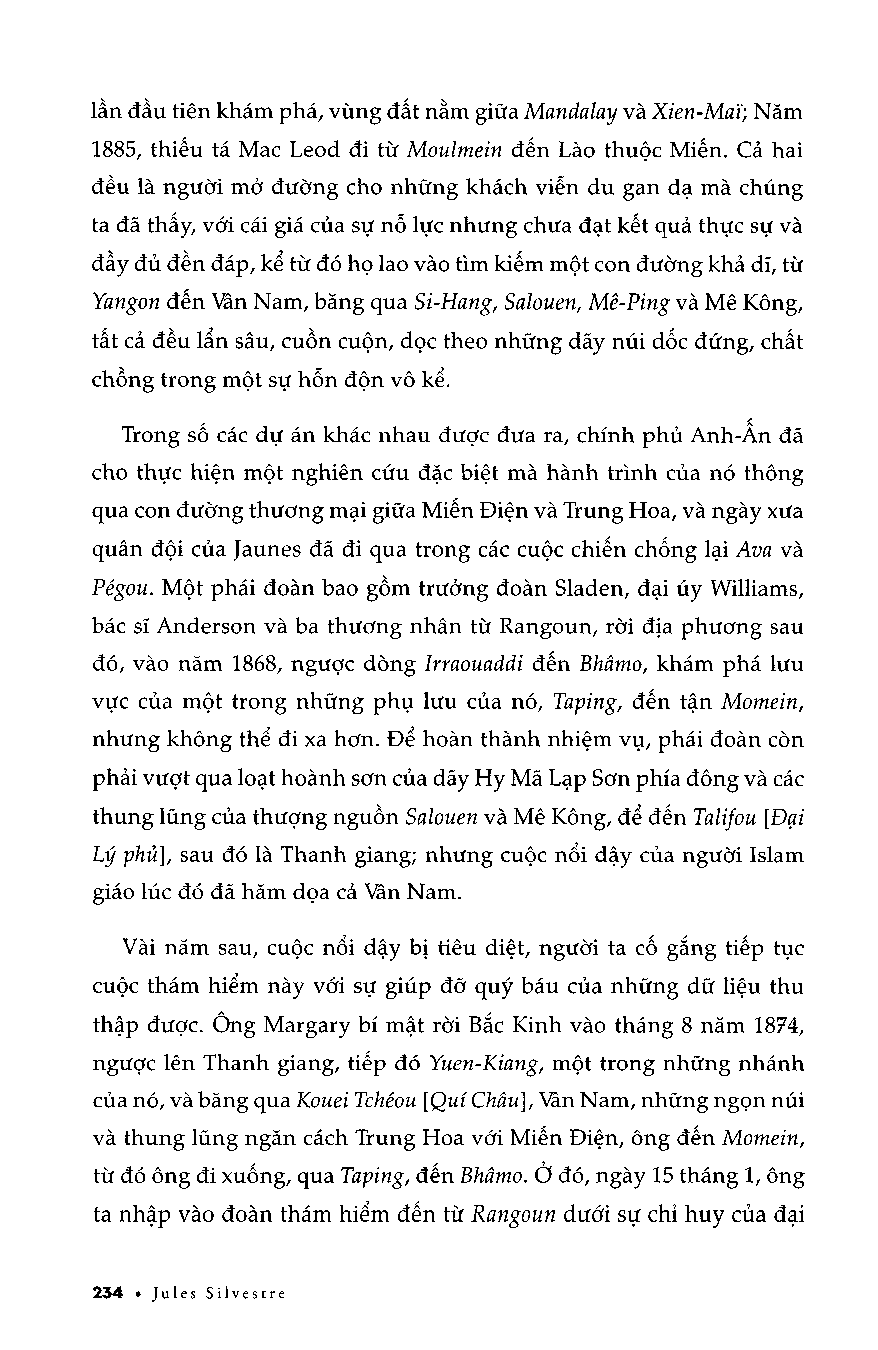 lần đầu tiên khám phá, vùng đất nằm giữa Mandalay và Xien-Maï; Năm
1885, thiếu tá Mac Leod đi từ Moulmein đến Lào thuộc Miến. Cả hai
đều là người mở đường cho những khách viễn du gan dạ mà chúng
ta đã thấy, với cái giá của sự nỗ lực nhưng chưa đạt kết quả thực sự và
đầy đủ đền đáp, kể từ đó họ lao vào tìm kiếm một con đường khả dĩ, từ
Yangon đến Vân Nam, băng qua Si-Hang, Salouen, Mê-Ping và Mê Kông,
tất cả đều lẩn sâu, cuồn cuộn, dọc theo những dãy núi dốc đứng, chất
chồng trong một sự hỗn độn vô kể.
Trong số các dự án khác nhau được đưa ra, chính phủ Anh-Ấn đã
cho thực hiện một nghiên cứu đặc biệt mà hành trình của nó thông
qua con đường thương mại giữa Miến Điện và Trung Hoa, và ngày xưa
quân đội của Jaunes đã đi qua trong các cuộc chiến chống lại Ava và
Pégou. Một phái đoàn bao gồm trưởng đoàn Sladen, đại úy Williams,
bác sĩ Anderson và ba thương nhân từ Rangoun, rời địa phương sau
đó, vào năm 1868, ngược dòng Irraouaddi đến Bhâmo, khám phá lưu
vực của một trong những phụ lưu của nó, Taping, đến tận Momein,
nhưng không thể đi xa hơn. Để hoàn thành nhiệm vụ, phái đoàn còn
phải vượt qua loạt hoành sơn của dãy Hy Mã Lạp Sơn phía đông và các
thung lũng của thượng nguồn Salouen và Mê Kông, để đến Talifou [Đại
Lý phủ], sau đó là Thanh giang; nhưng cuộc nổi dậy của người Islam
giáo lúc đó đã hăm dọa cả Vân Nam.
Vài năm sau, cuộc nổi dậy bị tiêu diệt, người ta cố gắng tiếp tục
cuộc thám hiểm này với sự giúp đỡ quý báu của những dữ liệu thu
thập được. Ông Margary bí mật rời Bắc Kinh vào tháng 8 năm 1874,
ngược lên Thanh giang, tiếp đó Yuen-Kiang, một trong những nhánh
của nó, và băng qua Kouei Tchéou [Quí Châu], Vân Nam, những ngọn núi
và thung lũng ngăn cách Trung Hoa với Miến Điện, ông đến Momein,
từ đó ông đi xuống, qua Taping, đến Bhâmo. Ở đó, ngày 15 tháng 1, ông
ta nhập vào đoàn thám hiểm đến từ Rangoun dưới sự chỉ huy của đại
234 • Jules Silvestre